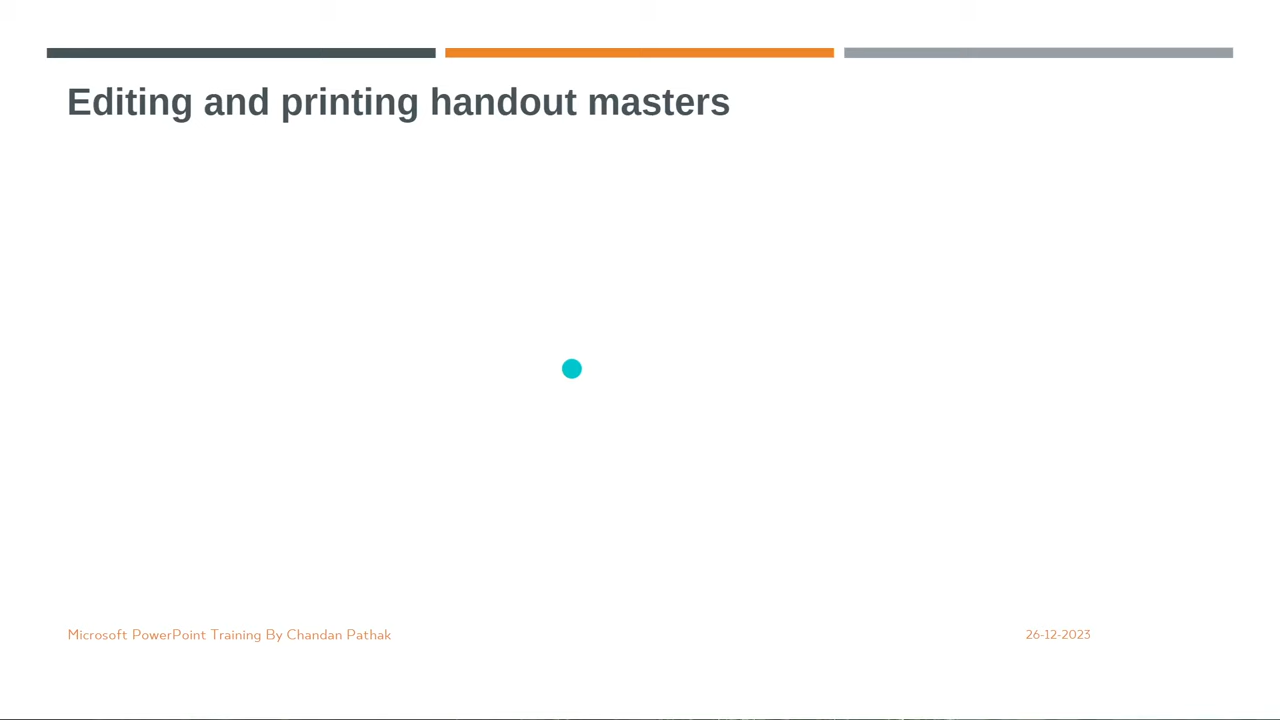 Editing and printing handout masters
Microsoft PowerPoint Training By Chandan Pathak
26-12-2023